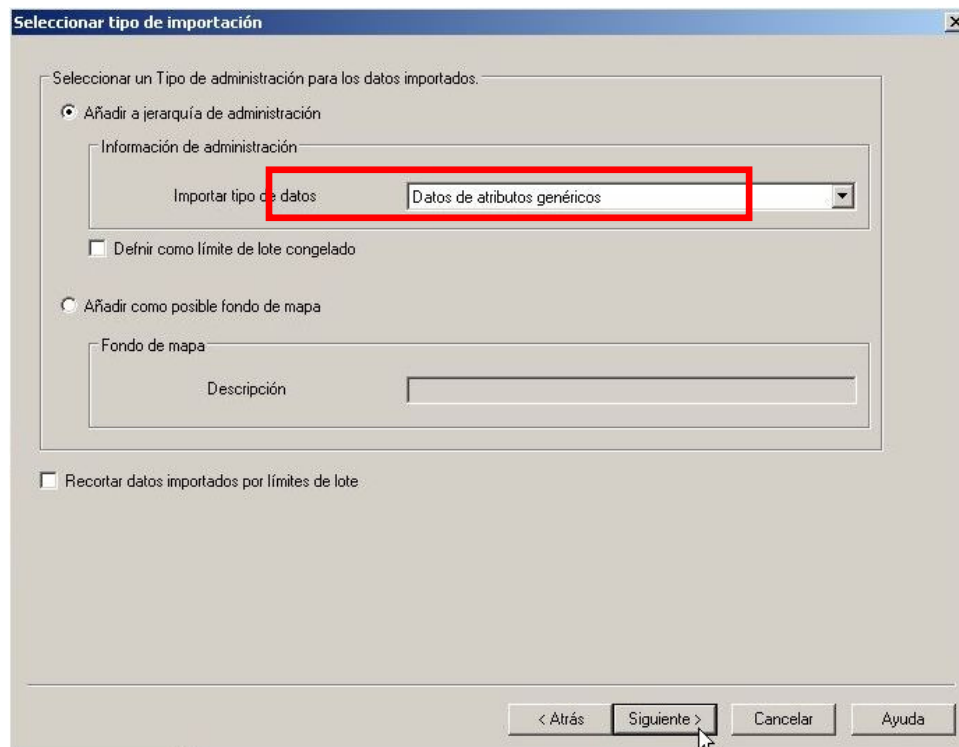 Seleccionar tipo de importación
Seleccionar un Tipo de administración para los datos importados.
Añadir a jerarquía de administración
Información de administración
Importar tipo de datos Datos de atributos genéricos
Defnir como límite de lote congelado
Añadir como posible fondo de mapa
Fondo de mapa
Descripción
Recortar datos importados por límites de lote
< Atrás Siguiente > Cancelar Ayuda